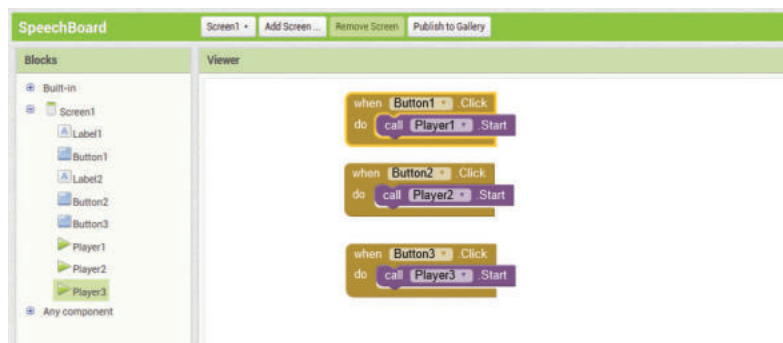 SpeechBoard
Screen1 Add Screen ... Remove Screen Publish to Gallery
Blocks
Viewer
Built-in
Screen1
Label1
Button1
Label2
Button2
Button3
Player1
Player2
Player3
Any component
when Button1 .Click
do call Player1 .Start
when Button2 .Click
do call Player2 .Start
when Button3 .Click
do call Player3 .Start